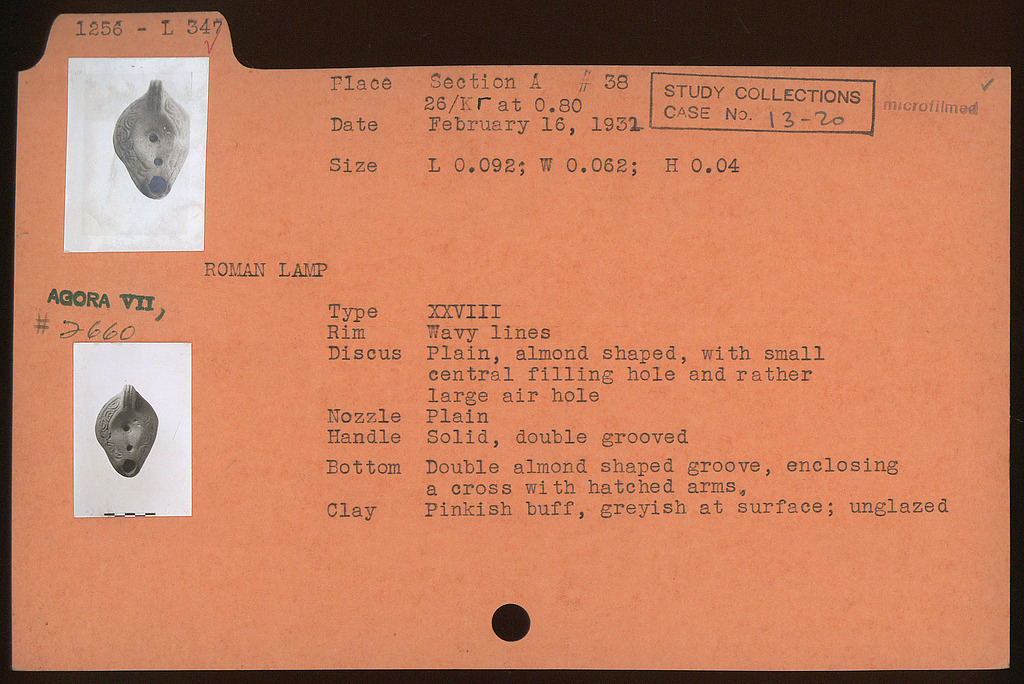 1256 - L 347
Place Section A # 38
26/Kr at 0.80
Date February 16, 1932
STUDY COLLECTIONS
CASE No. 13-20
microfilmed
Size L 0.092; W 0.062; H 0.04
ROMAN LAMP
AGORA VII,
# 2660
Type XXVIII
Rim Wavy lines
Discus Plain, almond shaped, with small
central filling hole and rather
large air hole
Nozzle Plain
Handle Solid, double grooved
Bottom Double almond shaped groove, enclosing
a cross with hatched arms.
Clay Pinkish buff, greyish at surface; unglazed